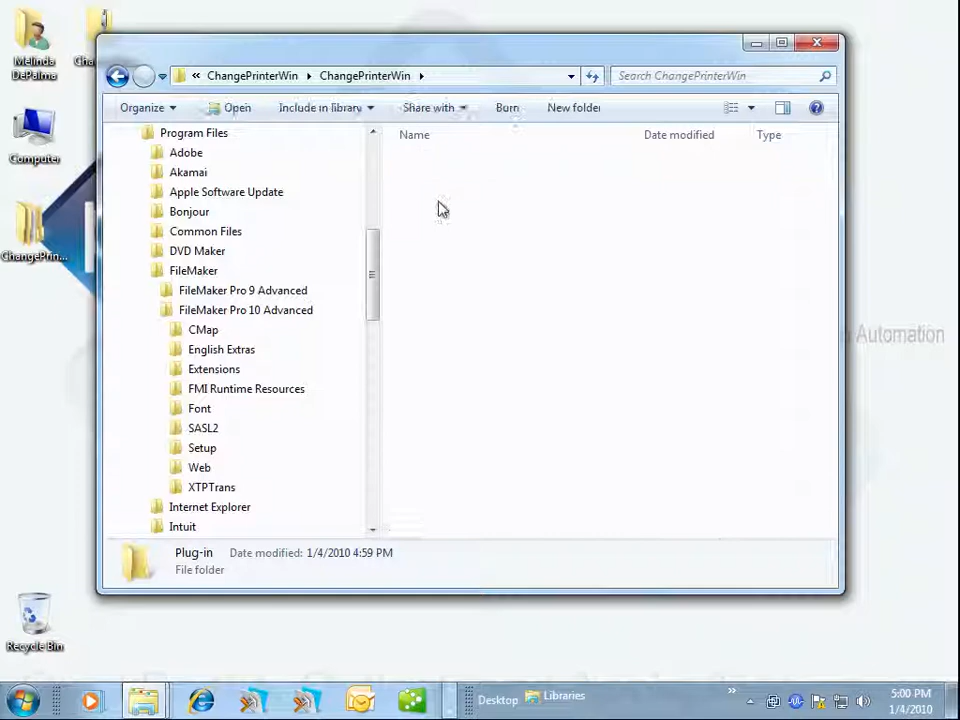 Melinda
DePalma
Cha
Computer
ChangePrin...
Recycle Bin
« ChangePrinterWin ▸ ChangePrinterWin ▸
Search ChangePrinterWin
Organize Open Include in library Share with Burn New folder
Name Date modified Type
Program Files
Adobe
Akamai
Apple Software Update
Bonjour
Common Files
DVD Maker
FileMaker
FileMaker Pro 9 Advanced
FileMaker Pro 10 Advanced
CMap
English Extras
Extensions
FMI Runtime Resources
Font
SASL2
Setup
Web
XTPTrans
Internet Explorer
Intuit
Plug-in Date modified: 1/4/2010 4:59 PM
File folder
Automation
Desktop Libraries »
5:00 PM
1/4/2010